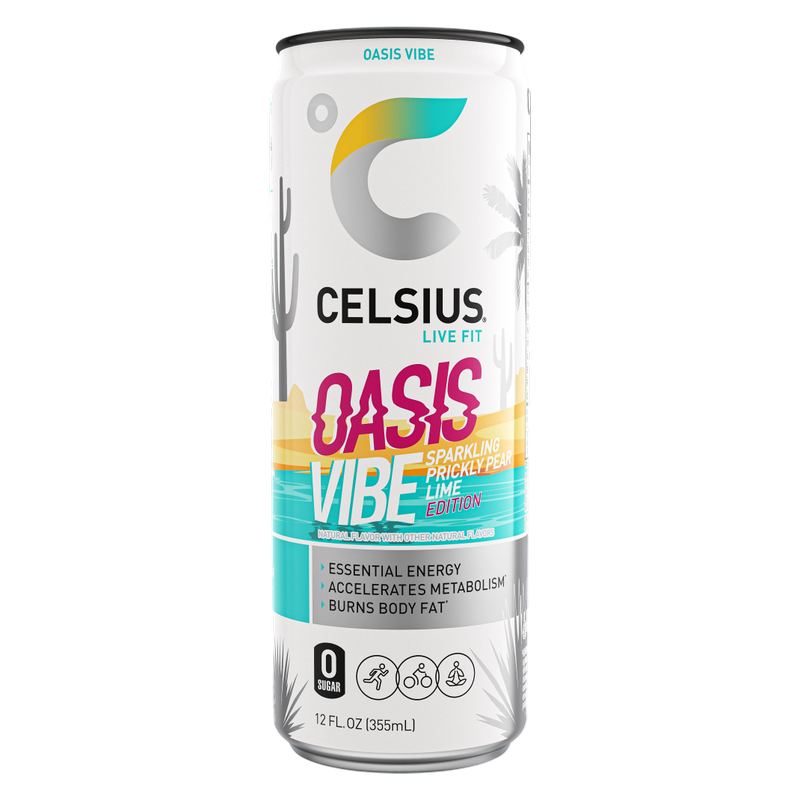 OASIS VIBE
CELSIUS®
LIVE FIT
OASIS
VIBE
SPARKLING
PRICKLY PEAR
LIME
EDITION
NATURAL FLAVOR WITH OTHER NATURAL FLAVORS
ESSENTIAL ENERGY
ACCELERATES METABOLISM*
BURNS BODY FAT*
0
SUGAR
12 FL. OZ (355mL)